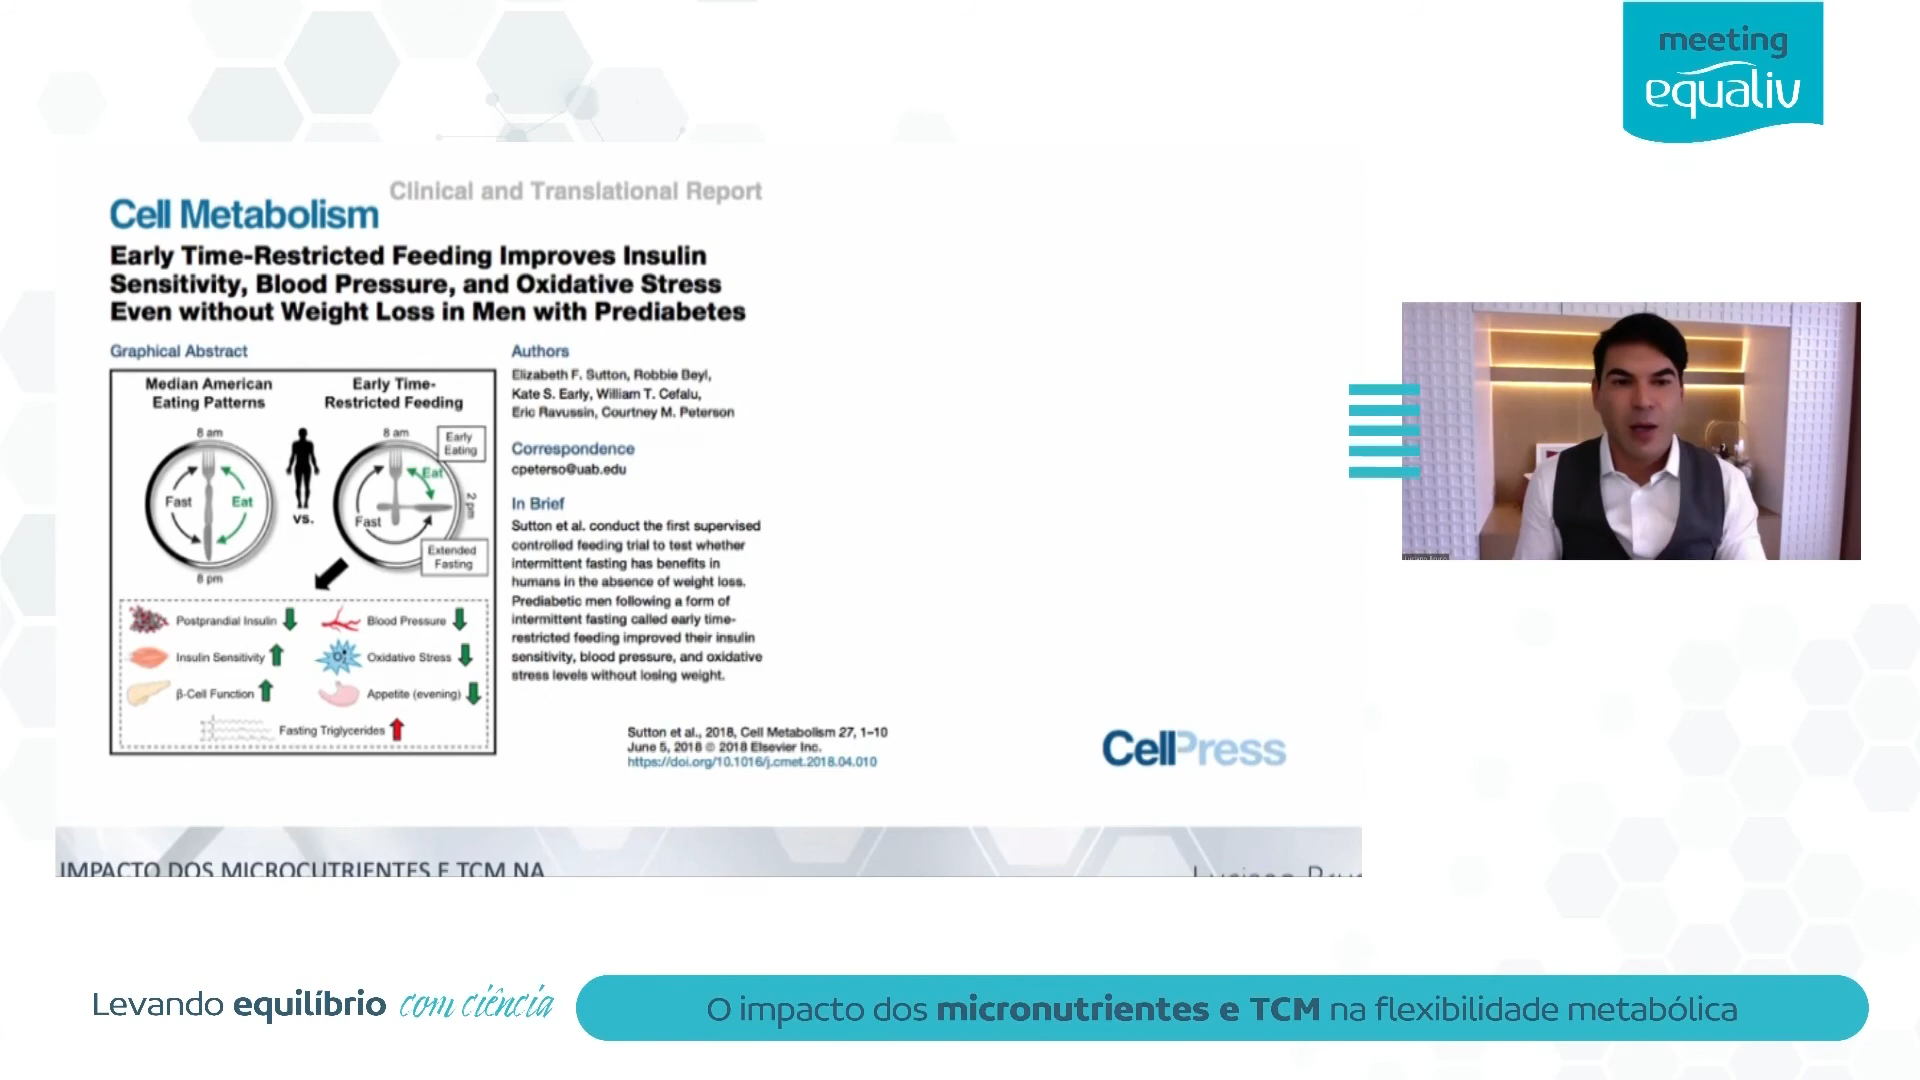 meeting
equaliv
Clinical and Translational Report
Cell Metabolism
Early Time-Restricted Feeding Improves Insulin
Sensitivity, Blood Pressure, and Oxidative Stress
Even without Weight Loss in Men with Prediabetes
Graphical Abstract
Median American
Eating Patterns
Early Time-
Restricted Feeding
8 am
Fast
Eat
8 pm
vs.
8 am
Early
Eating
Eat
2 pm
Fast
Extended
Fasting
Postprandial Insulin
Blood Pressure
Insulin Sensitivity
O2
Oxidative Stress
β-Cell Function
Appetite (evening)
Fasting Triglycerides
Authors
Elizabeth F. Sutton, Robbie Beyl,
Kate S. Early, William T. Cefalu,
Eric Ravussin, Courtney M. Peterson
Correspondence
cpeterso@uab.edu
In Brief
Sutton et al. conduct the first supervised
controlled feeding trial to test whether
intermittent fasting has benefits in
humans in the absence of weight loss.
Prediabetic men following a form of
intermittent fasting called early time-
restricted feeding improved their insulin
sensitivity, blood pressure, and oxidative
stress levels without losing weight.
Sutton et al., 2018, Cell Metabolism 27, 1–10
June 5, 2018 © 2018 Elsevier Inc.
https://doi.org/10.1016/j.cmet.2018.04.010
CellPress
IMPACTO DOS MICROCUTRIENTES E TCM NA
Luciano
Levando equilíbrio com ciência
O impacto dos micronutrientes e TCM na flexibilidade metabólica